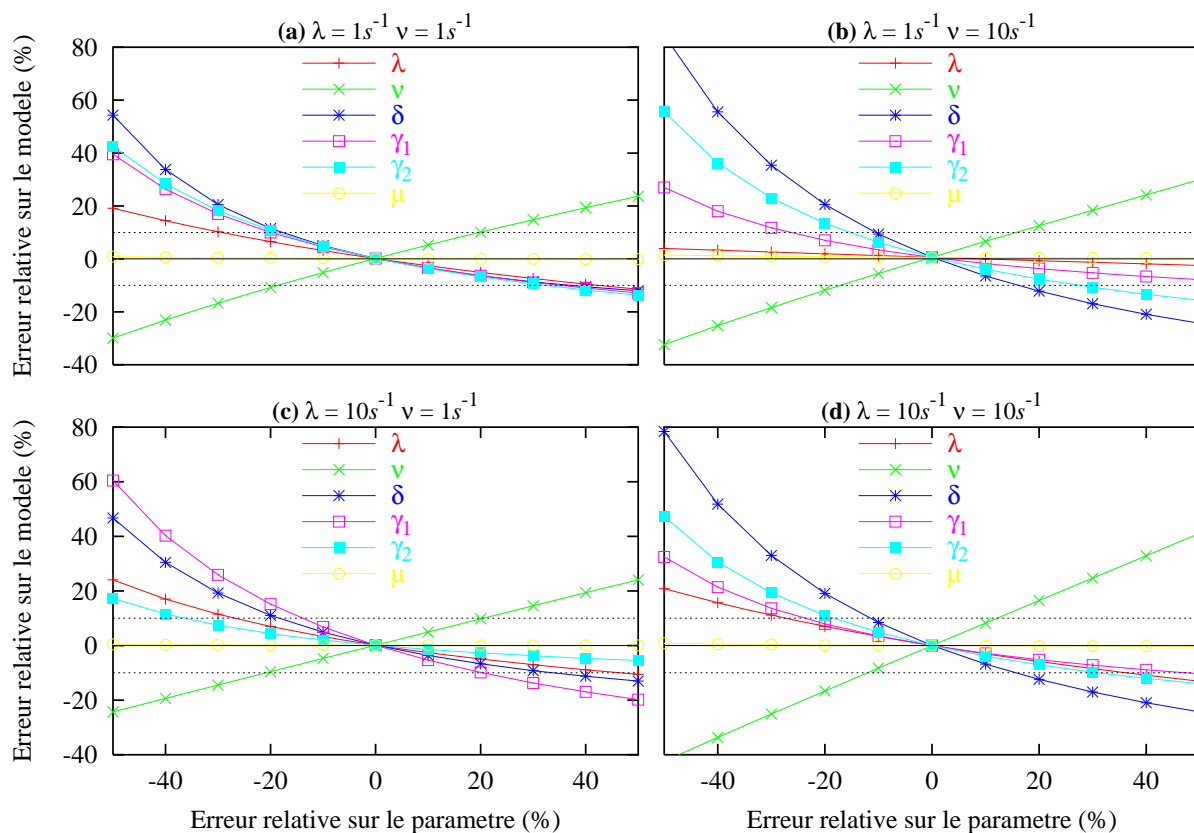 (a) λ = 1s⁻¹ ν = 1s⁻¹
Erreur relative sur le modele (%)
80
60
40
20
0
-20
-40
λ
ν
δ
γ₁
γ₂
μ
(b) λ = 1s⁻¹ ν = 10s⁻¹
λ
ν
δ
γ₁
γ₂
μ
(c) λ = 10s⁻¹ ν = 1s⁻¹
Erreur relative sur le modele (%)
80
60
40
20
0
-20
-40
λ
ν
δ
γ₁
γ₂
μ
-40 -20 0 20 40
Erreur relative sur le parametre (%)
(d) λ = 10s⁻¹ ν = 10s⁻¹
λ
ν
δ
γ₁
γ₂
μ
-40 -20 0 20 40
Erreur relative sur le parametre (%)